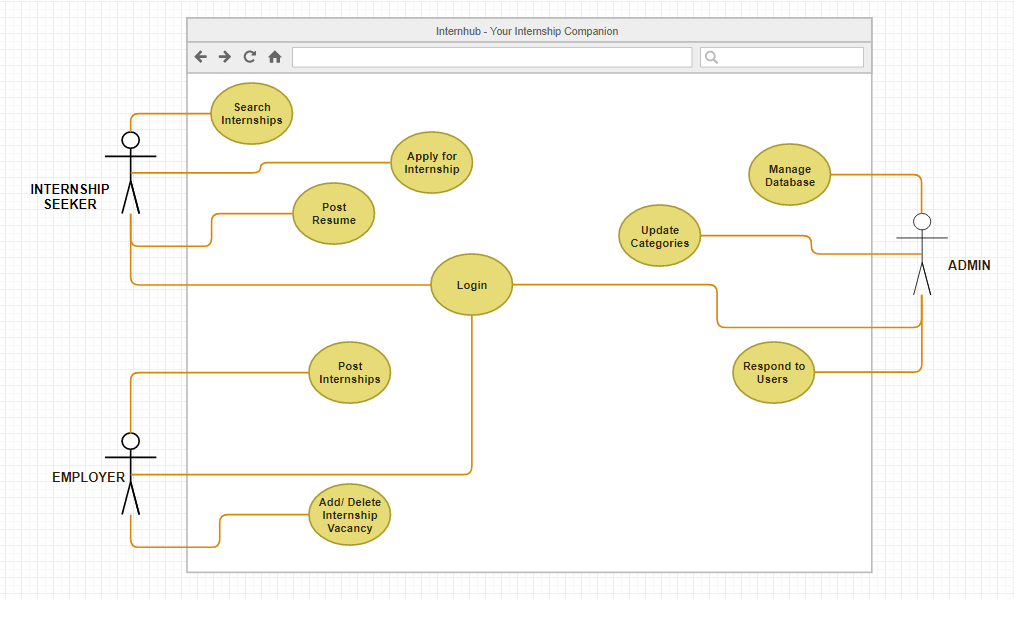 Internhub - Your Internship Companion
Search
Internships
Apply for
Internship
Manage
Database
INTERNSHIP
SEEKER
Post
Resume
Update
Categories
ADMIN
Login
Post
Internships
Respond to
Users
EMPLOYER
Add/ Delete
Internship
Vacancy